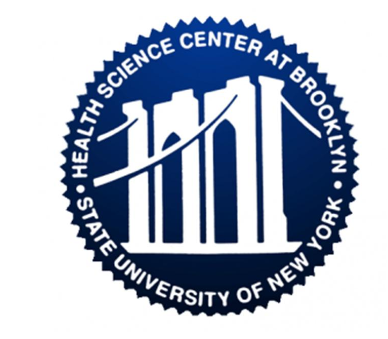 HEALTH SCIENCE CENTER AT BROOKLYN
STATE UNIVERSITY OF NEW YORK